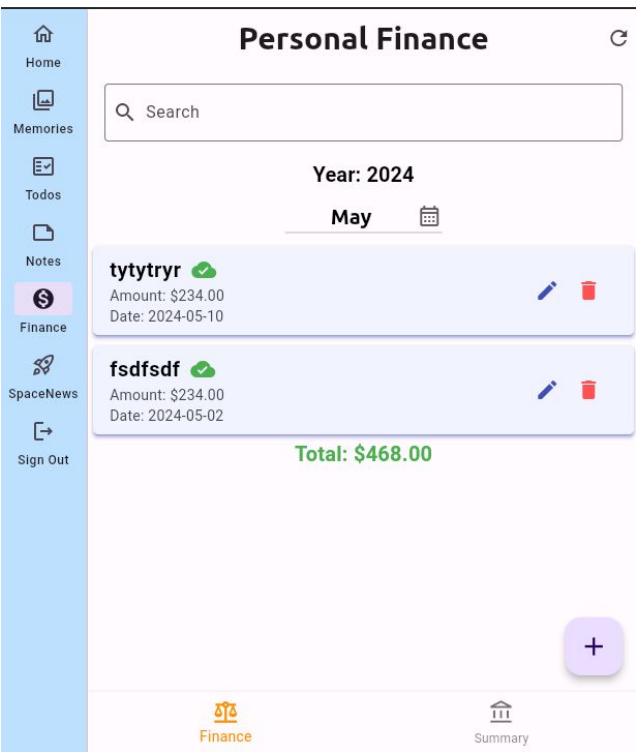 Home
Memories
Todos
Notes
Finance
SpaceNews
Sign Out
Personal Finance
Search
Year: 2024
May
tytytryr
Amount: $234.00
Date: 2024-05-10
fsdfsdf
Amount: $234.00
Date: 2024-05-02
Total: $468.00
Finance
Summary